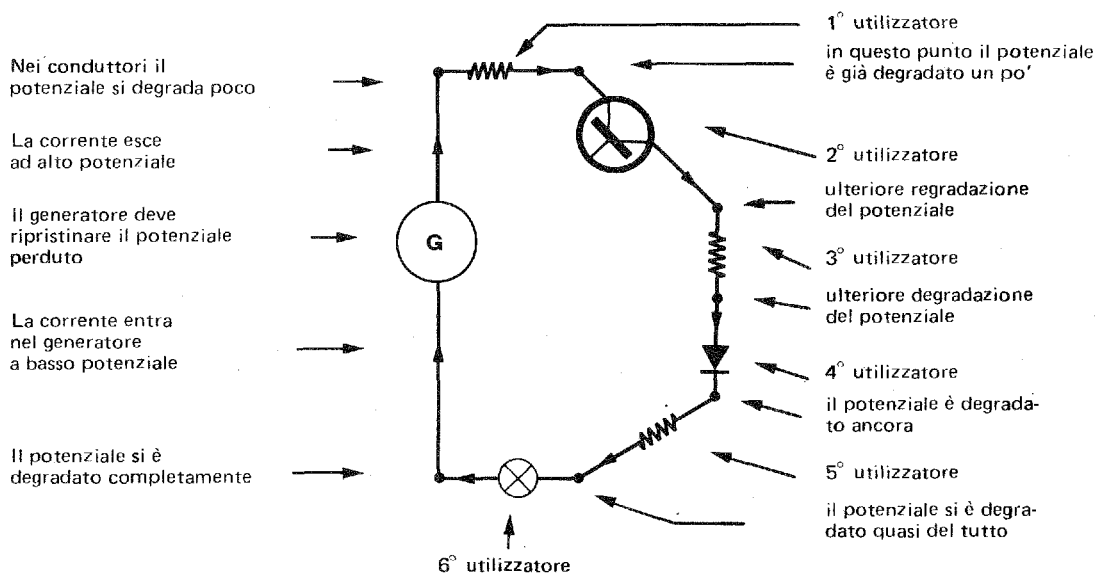 Nei conduttori il
potenziale si degrada poco
La corrente esce
ad alto potenziale
Il generatore deve
ripristinare il potenziale
perduto
La corrente entra
nel generatore
a basso potenziale
Il potenziale si è
degradato completamente
G
1° utilizzatore
in questo punto il potenziale
è già degradato un po'
2° utilizzatore
ulteriore regradazione
del potenziale
3° utilizzatore
ulteriore degradazione
del potenziale
4° utilizzatore
il potenziale è degrada-
to ancora
5° utilizzatore
il potenziale si è degra-
dato quasi del tutto
6° utilizzatore